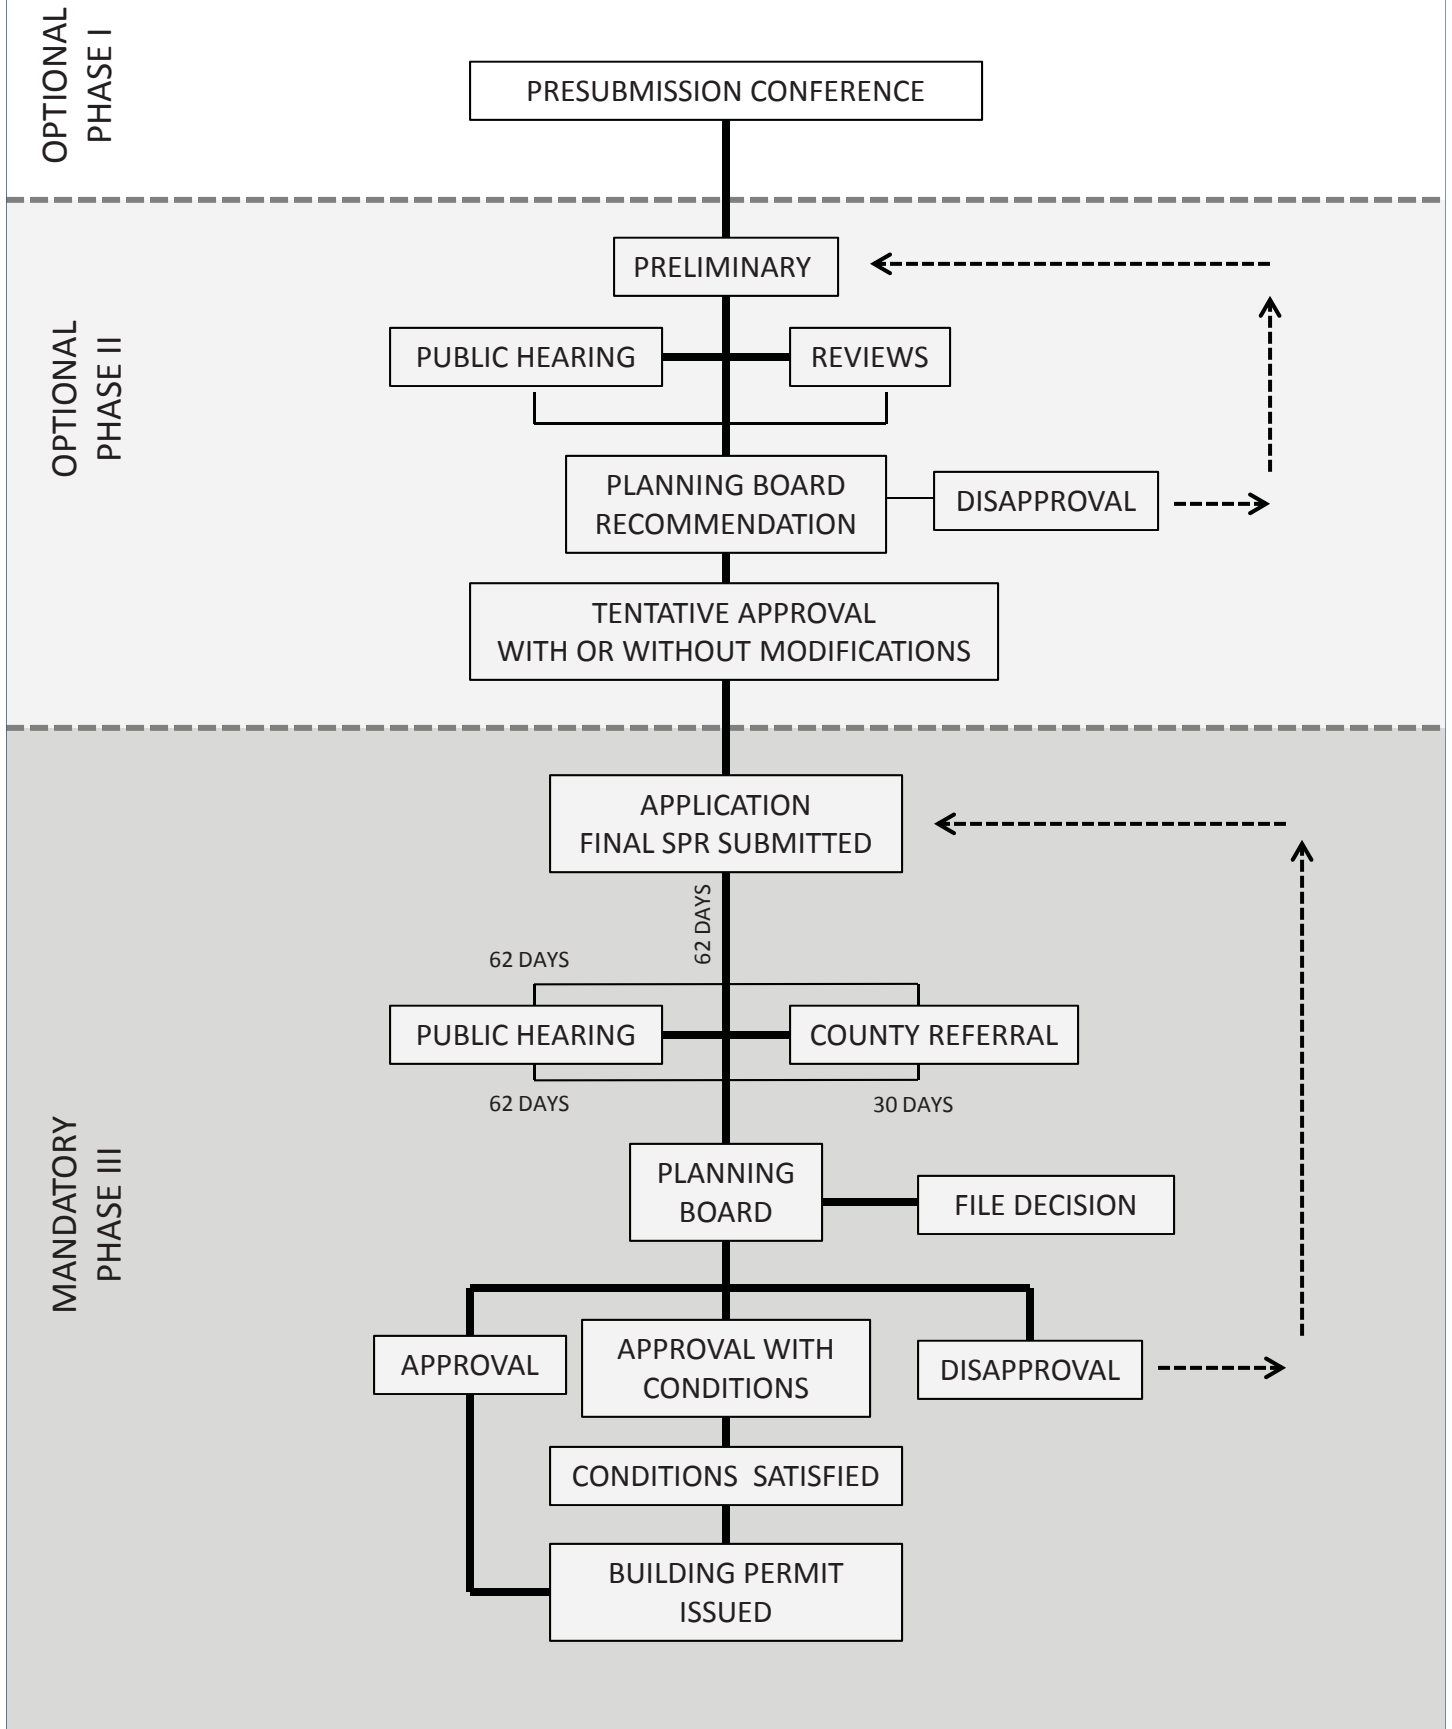 OPTIONAL
PHASE I
PRESUBMISSION CONFERENCE
OPTIONAL
PHASE II
PRELIMINARY
PUBLIC HEARING
REVIEWS
PLANNING BOARD
RECOMMENDATION
DISAPPROVAL
TENTATIVE APPROVAL
WITH OR WITHOUT MODIFICATIONS
MANDATORY
PHASE III
APPLICATION
FINAL SPR SUBMITTED
62 DAYS
62 DAYS
PUBLIC HEARING
COUNTY REFERRAL
62 DAYS
30 DAYS
PLANNING
BOARD
FILE DECISION
APPROVAL
APPROVAL WITH
CONDITIONS
DISAPPROVAL
CONDITIONS  SATISFIED
BUILDING PERMIT
ISSUED